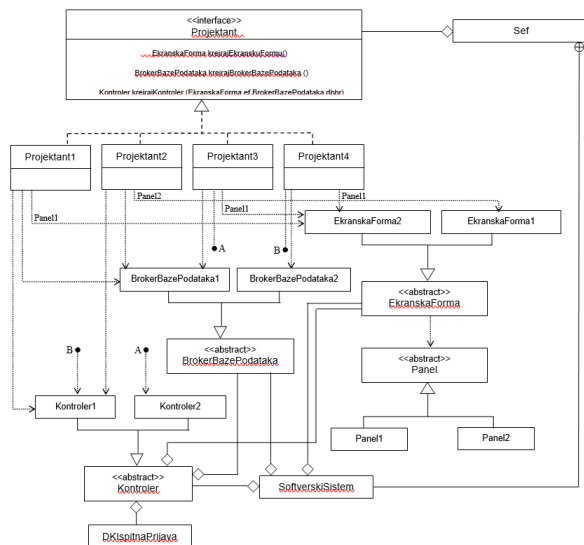 <<interface>>
Projektant
Sef
EkranskaForma kreirajEkranskuFormu()
BrokerBazePodataka kreirajBrokerBazePodataka ()
Kontroler kreirajKontroler (EkranskaForma ef,BrokerBazePodataka dbbr)
Projektant1
Projektant2
Projektant3
Projektant4
Panel1
Panel2
Panel1
Panel1
EkranskaForma2
EkranskaForma1
A
B
BrokerBazePodataka1
BrokerBazePodataka2
<<abstract>>
EkranskaForma
<<abstract>>
BrokerBazePodataka
<<abstract>>
Panel
B
A
Kontroler1
Kontroler2
Panel1
Panel2
<<abstract>>
Kontroler
SoftverskiSistem
DKIspitnaPrijava